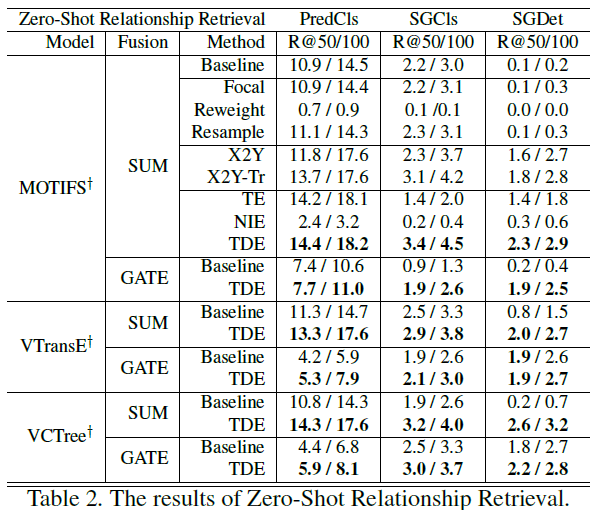 Zero-Shot Relationship Retrieval PredCls SGCls SGDet
Model Fusion Method R@50/100 R@50/100 R@50/100
MOTIFS† SUM Baseline 10.9 / 14.5 2.2 / 3.0 0.1 / 0.2
Focal 10.9 / 14.4 2.2 / 3.1 0.1 / 0.3
Reweight 0.7 / 0.9 0.1 /0.1 0.0 / 0.0
Resample 11.1 / 14.3 2.3 / 3.1 0.1 / 0.3
X2Y 11.8 / 17.6 2.3 / 3.7 1.6 / 2.7
X2Y-Tr 13.7 / 17.6 3.1 / 4.2 1.8 / 2.8
TE 14.2 / 18.1 1.4 / 2.0 1.4 / 1.8
NIE 2.4 / 3.2 0.2 / 0.4 0.3 / 0.6
TDE 14.4 / 18.2 3.4 / 4.5 2.3 / 2.9
GATE Baseline 7.4 / 10.6 0.9 / 1.3 0.2 / 0.4
TDE 7.7 / 11.0 1.9 / 2.6 1.9 / 2.5
VTransE† SUM Baseline 11.3 / 14.7 2.5 / 3.3 0.8 / 1.5
TDE 13.3 / 17.6 2.9 / 3.8 2.0 / 2.7
GATE Baseline 4.2 / 5.9 1.9 / 2.6 1.9 / 2.6
TDE 5.3 / 7.9 2.1 / 3.0 1.9 / 2.7
VCTree† SUM Baseline 10.8 / 14.3 1.9 / 2.6 0.2 / 0.7
TDE 14.3 / 17.6 3.2 / 4.0 2.6 / 3.2
GATE Baseline 4.4 / 6.8 2.5 / 3.3 1.8 / 2.7
TDE 5.9 / 8.1 3.0 / 3.7 2.2 / 2.8
Table 2. The results of Zero-Shot Relationship Retrieval.